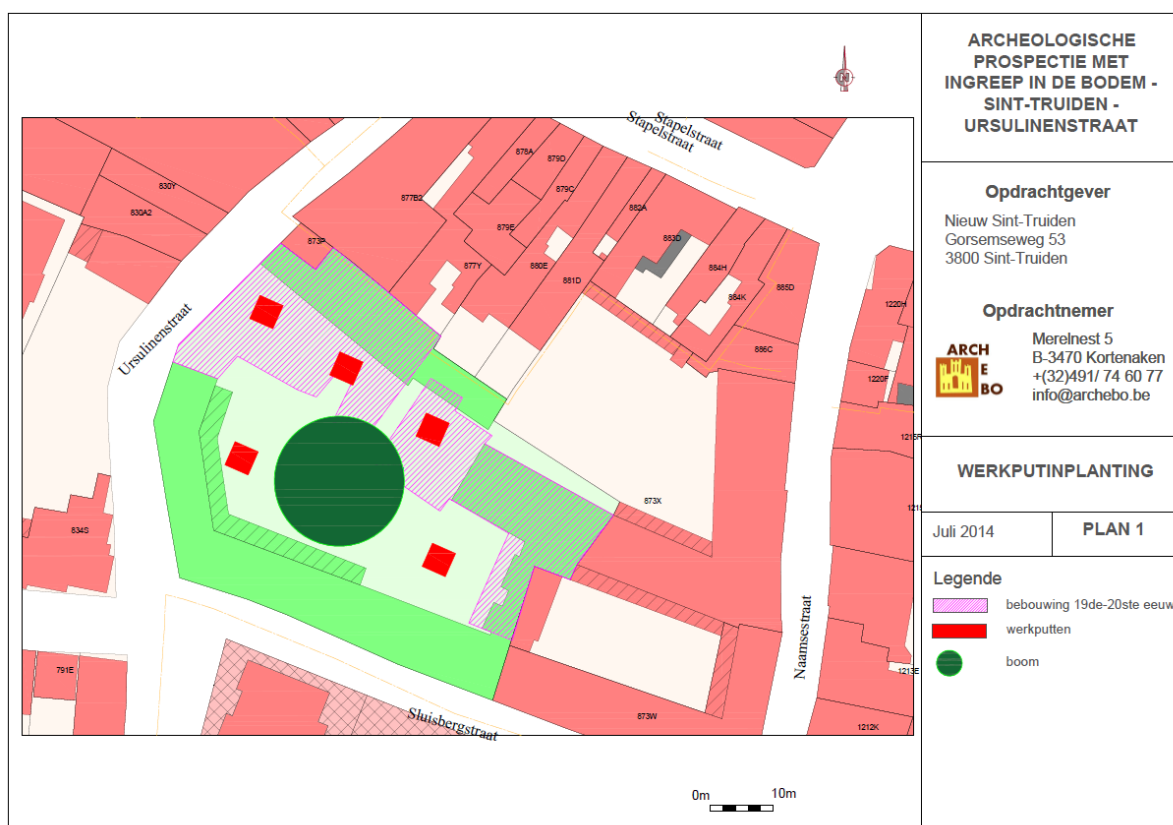 ARCHEOLOGISCHE
PROSPECTIE MET
INGREEP IN DE BODEM -
SINT-TRUIDEN -
URSULINENSTRAAT
Opdrachtgever
Nieuw Sint-Truiden
Gorsemseweg 53
3800 Sint-Truiden
Opdrachtnemer
ARCH
E
BO
Merelnest 5
B-3470 Kortenaken
+(32)491/ 74 60 77
info@archebo.be
WERKPUTINPLANTING
Juli 2014
PLAN 1
Legende
bebouwing 19de-20ste eeuw
werkputten
boom
Stapelstraat
Stapelstraat
Ursulinenstraat
Naamsestraat
Sluisbergstraat
830Y
830A2
877B2
878A
879D
879C
879E
882A
883D
873P
877Y
880E
881D
884H
884K
885D
886C
1220H
1220F
1215R
873X
834S
791E
873W
1213E
1212K
0m
10m